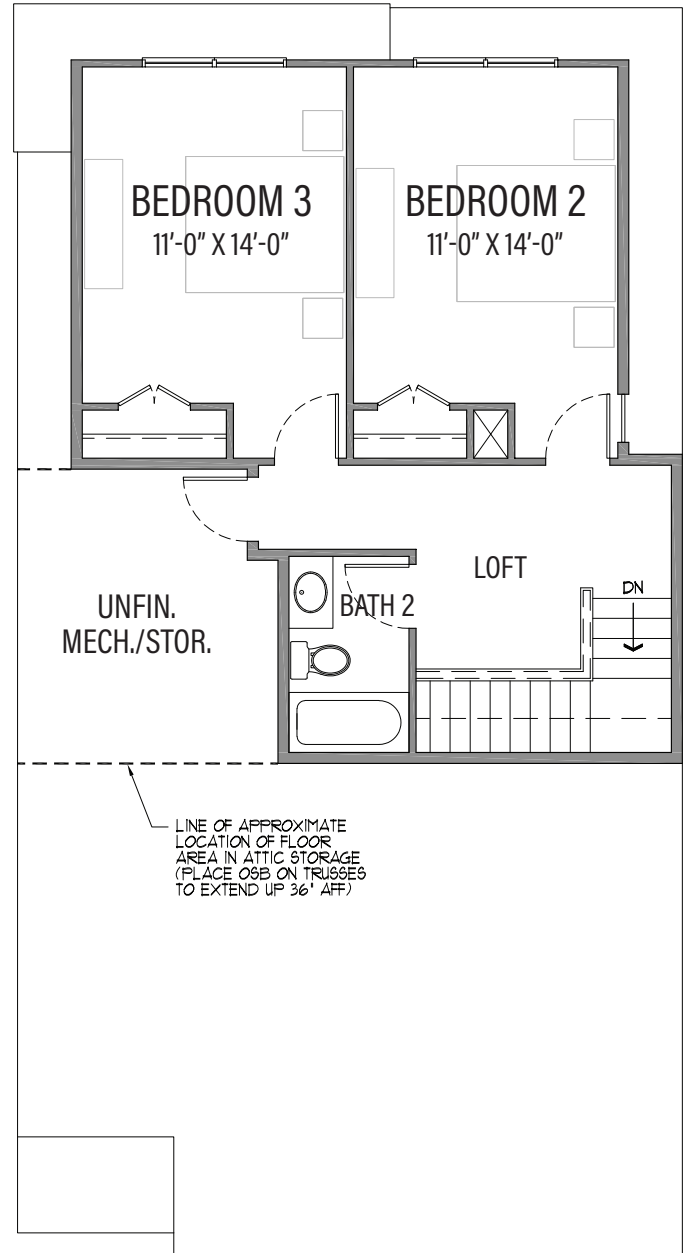 BEDROOM 3
11'-0" X 14'-0"
BEDROOM 2
11'-0" X 14'-0"
LOFT
DN
UNFIN.
MECH./STOR.
BATH 2
LINE OF APPROXIMATE
LOCATION OF FLOOR
AREA IN ATTIC STORAGE
(PLACE OSB ON TRUSSES
TO EXTEND UP 36' AFF)